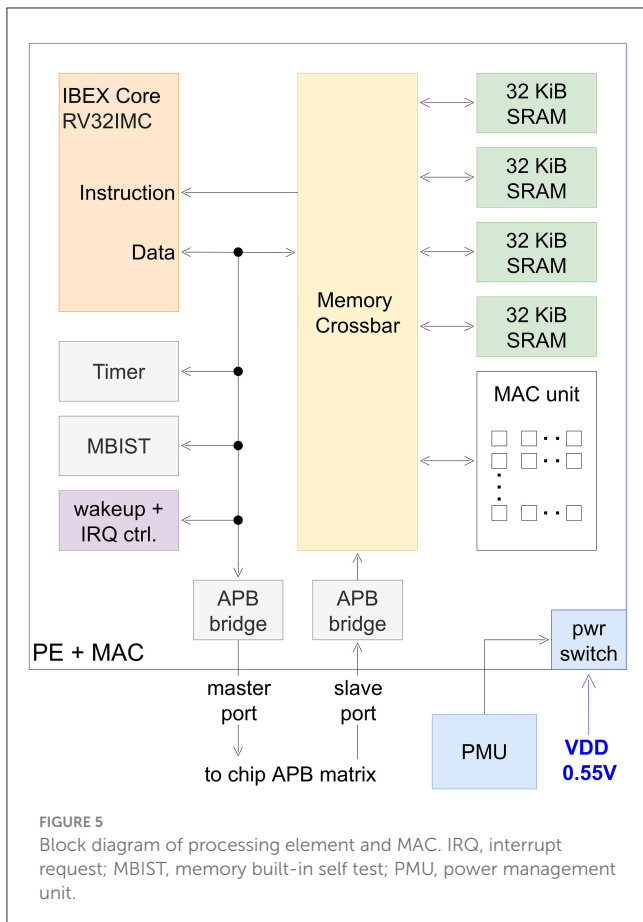 IBEX Core
RV32IMC
Instruction
Data
Timer
MBIST
wakeup +
IRQ ctrl.
Memory
Crossbar
32 KiB
SRAM
32 KiB
SRAM
32 KiB
SRAM
32 KiB
SRAM
MAC unit
APB
bridge
APB
bridge
PE + MAC
pwr
switch
master
port
slave
port
to chip APB matrix
PMU
VDD
0.55V
FIGURE 5
Block diagram of processing element and MAC. IRQ, interrupt
request; MBIST, memory built-in self test; PMU, power management
unit.